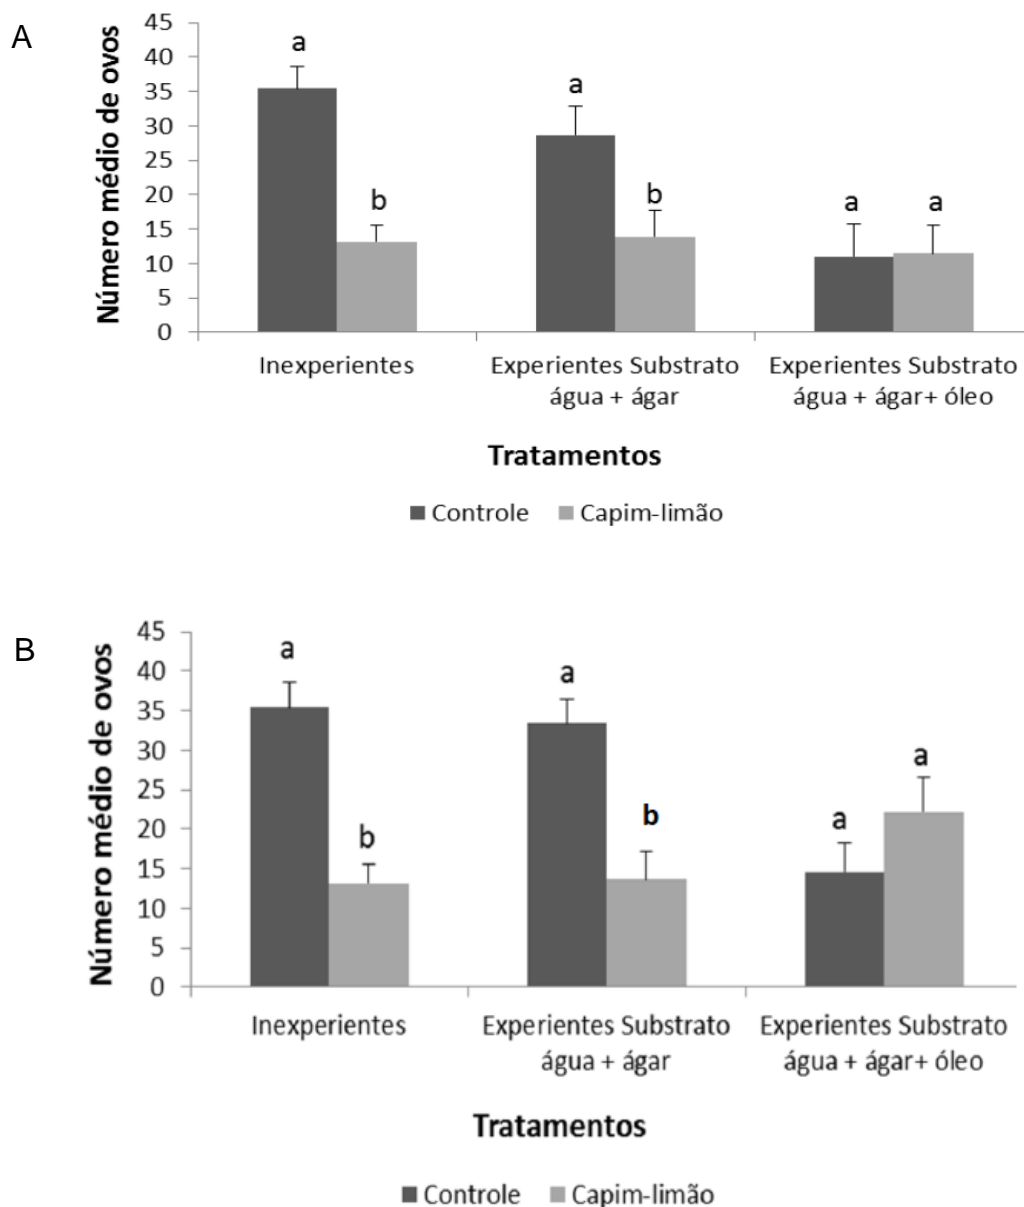 A
Número médio de ovos
45
40
35
30
25
20
15
10
5
0
a
b
a
b
a
a
Inexperientes
Experientes Substrato
água + ágar
Experientes Substrato
água + ágar+ óleo
Tratamentos
Controle
Capim-limão
B
Número médio de ovos
45
40
35
30
25
20
15
10
5
0
a
b
a
b
a
a
Inexperientes
Experientes Substrato
água + ágar
Experientes Substrato
água + ágar+ óleo
Tratamentos
Controle
Capim-limão